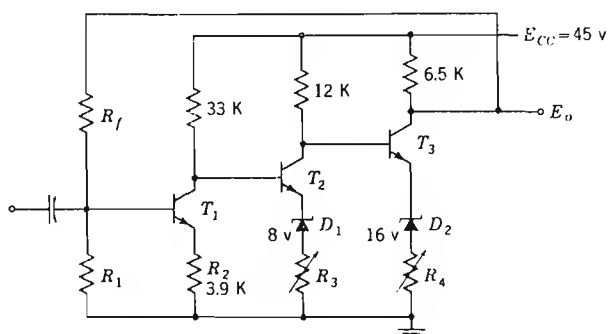 E_CC = 45 v
6.5 K
12 K
33 K
R_f
E_o
T_3
T_2
T_1
8 v
D_1
16 v
D_2
R_1
R_2
3.9 K
R_3
R_4